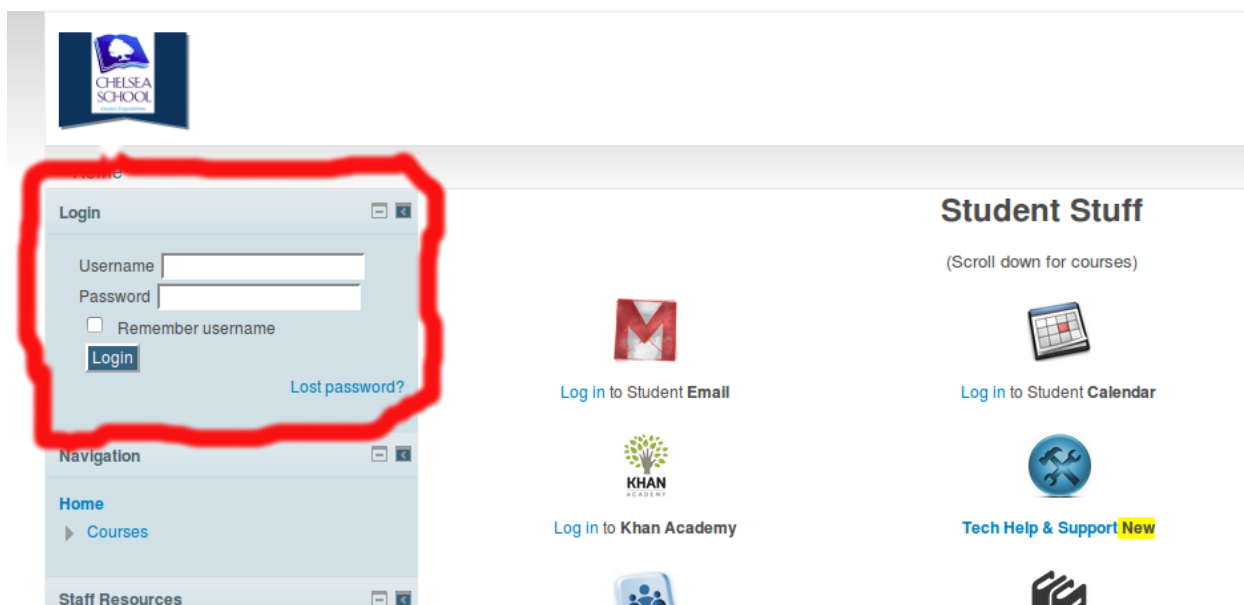 CHELSEA
SCHOOL
Home
Login
Username
Password
Remember username
Login
Lost password?
Navigation
Home
Courses
Staff Resources
Student Stuff
(Scroll down for courses)
Log in to Student Email
Log in to Student Calendar
KHAN
ACADEMY
Log in to Khan Academy
Tech Help & Support New